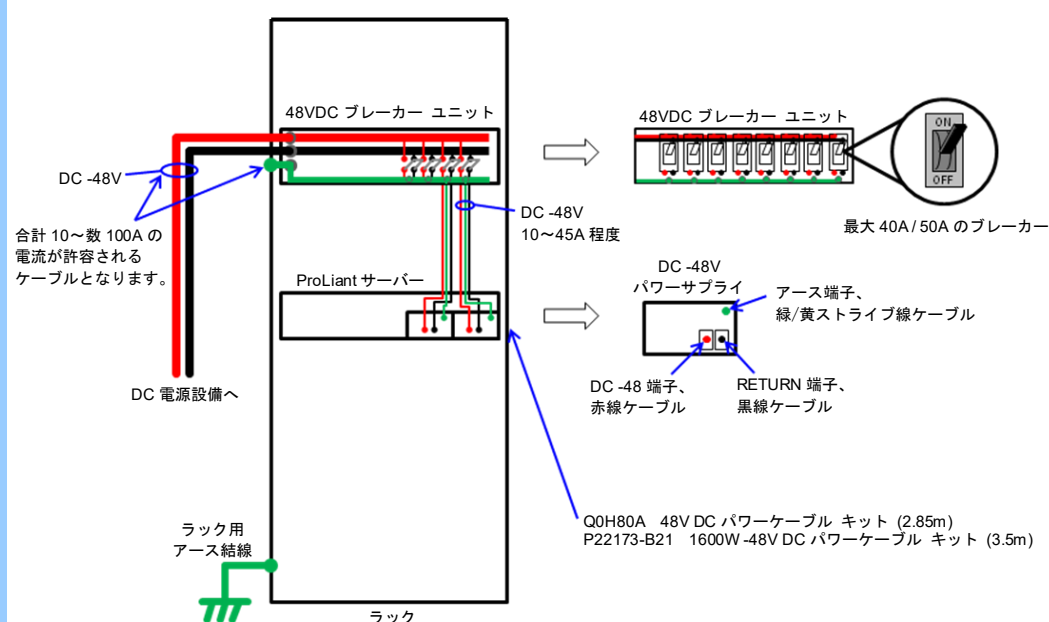 48VDC ブレーカー ユニット
DC -48V
合計 10～数 100A の
電流が許容される
ケーブルとなります。
DC -48V
10～45A 程度
ProLiant サーバー
DC 電源設備へ
ラック用
アース結線
ラック
48VDC ブレーカー ユニット
ON
OFF
最大 40A / 50A のブレーカー
DC -48V
パワーサプライ
アース端子、
緑/黄ストライプ線ケーブル
DC -48 端子、
赤線ケーブル
RETURN 端子、
黒線ケーブル
Q0H80A 48V DC パワーケーブル キット (2.85m)
P22173-B21 1600W -48V DC パワーケーブル キット (3.5m)